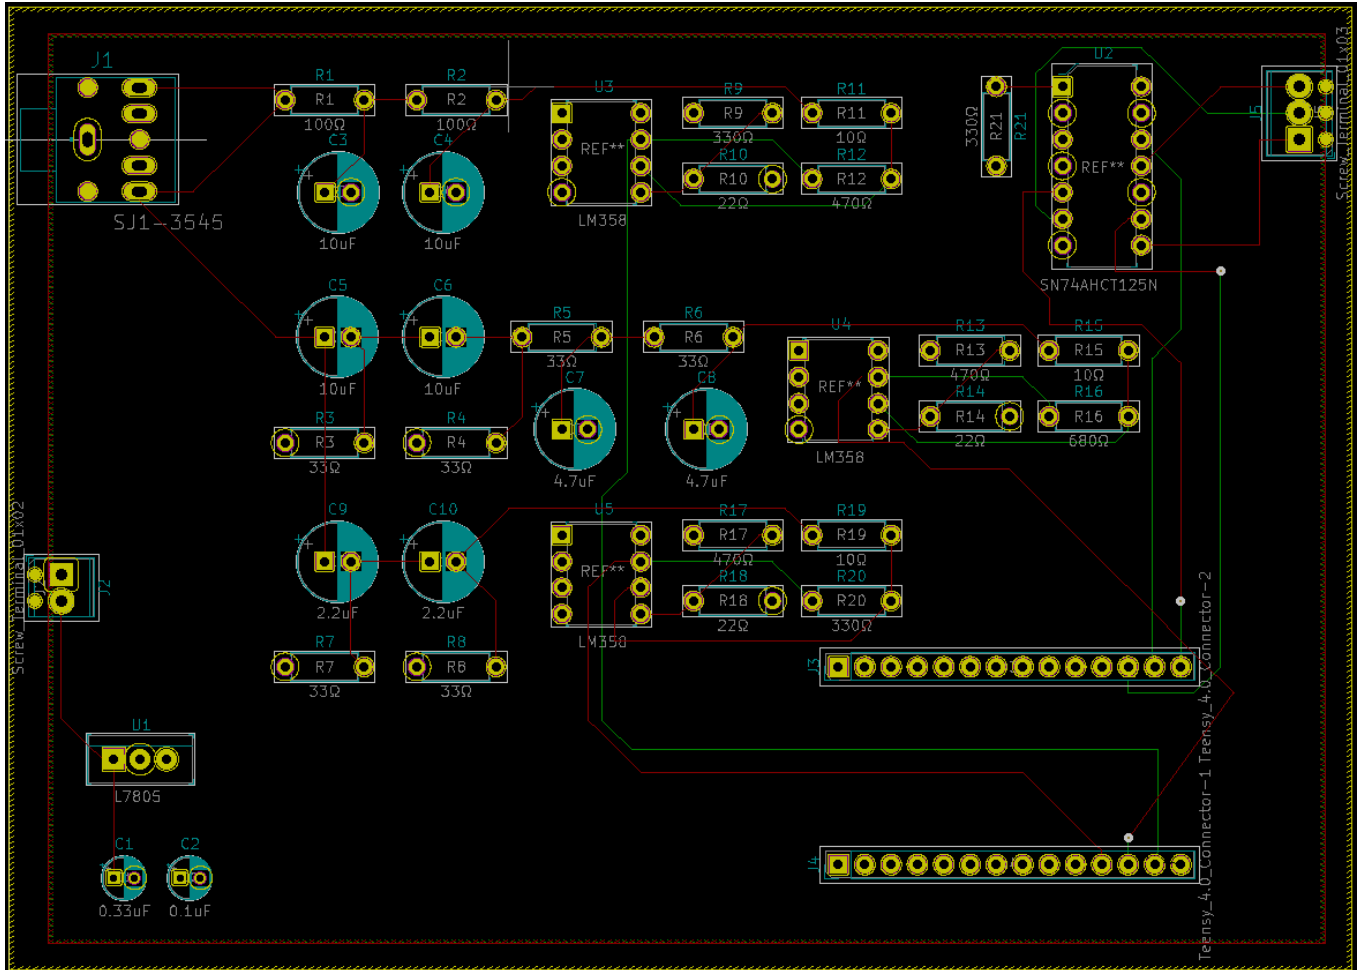 J1
SJ1-3545
R1
R1
100Ω
R2
R2
100Ω
C3
10uF
C4
10uF
U3
REF**
LM358
R9
R9
330Ω
R10
R10
22Ω
R11
R11
10Ω
R12
R12
470Ω
330Ω
R21
R21
U2
REF**
SN74AHCT125N
J5
Screw_Terminal_01x03
C5
10uF
C6
10uF
R5
R5
33Ω
R6
R6
33Ω
C7
4.7uF
C8
4.7uF
R3
R3
33Ω
R4
R4
33Ω
U4
REF**
LM358
R13
R13
470Ω
R14
R14
22Ω
R15
R15
10Ω
R16
R16
680Ω
Screw_Terminal_01x02
J2
C9
2.2uF
C10
2.2uF
R7
R7
33Ω
R8
R8
33Ω
U5
REF**
LM358
R17
R17
470Ω
R18
R18
22Ω
R19
R19
10Ω
R20
R20
330Ω
J3
Teensy_4.0_Connector-2
U1
L7805
C1
0.33uF
C2
0.1uF
J4
Teensy_4.0_Connector-1